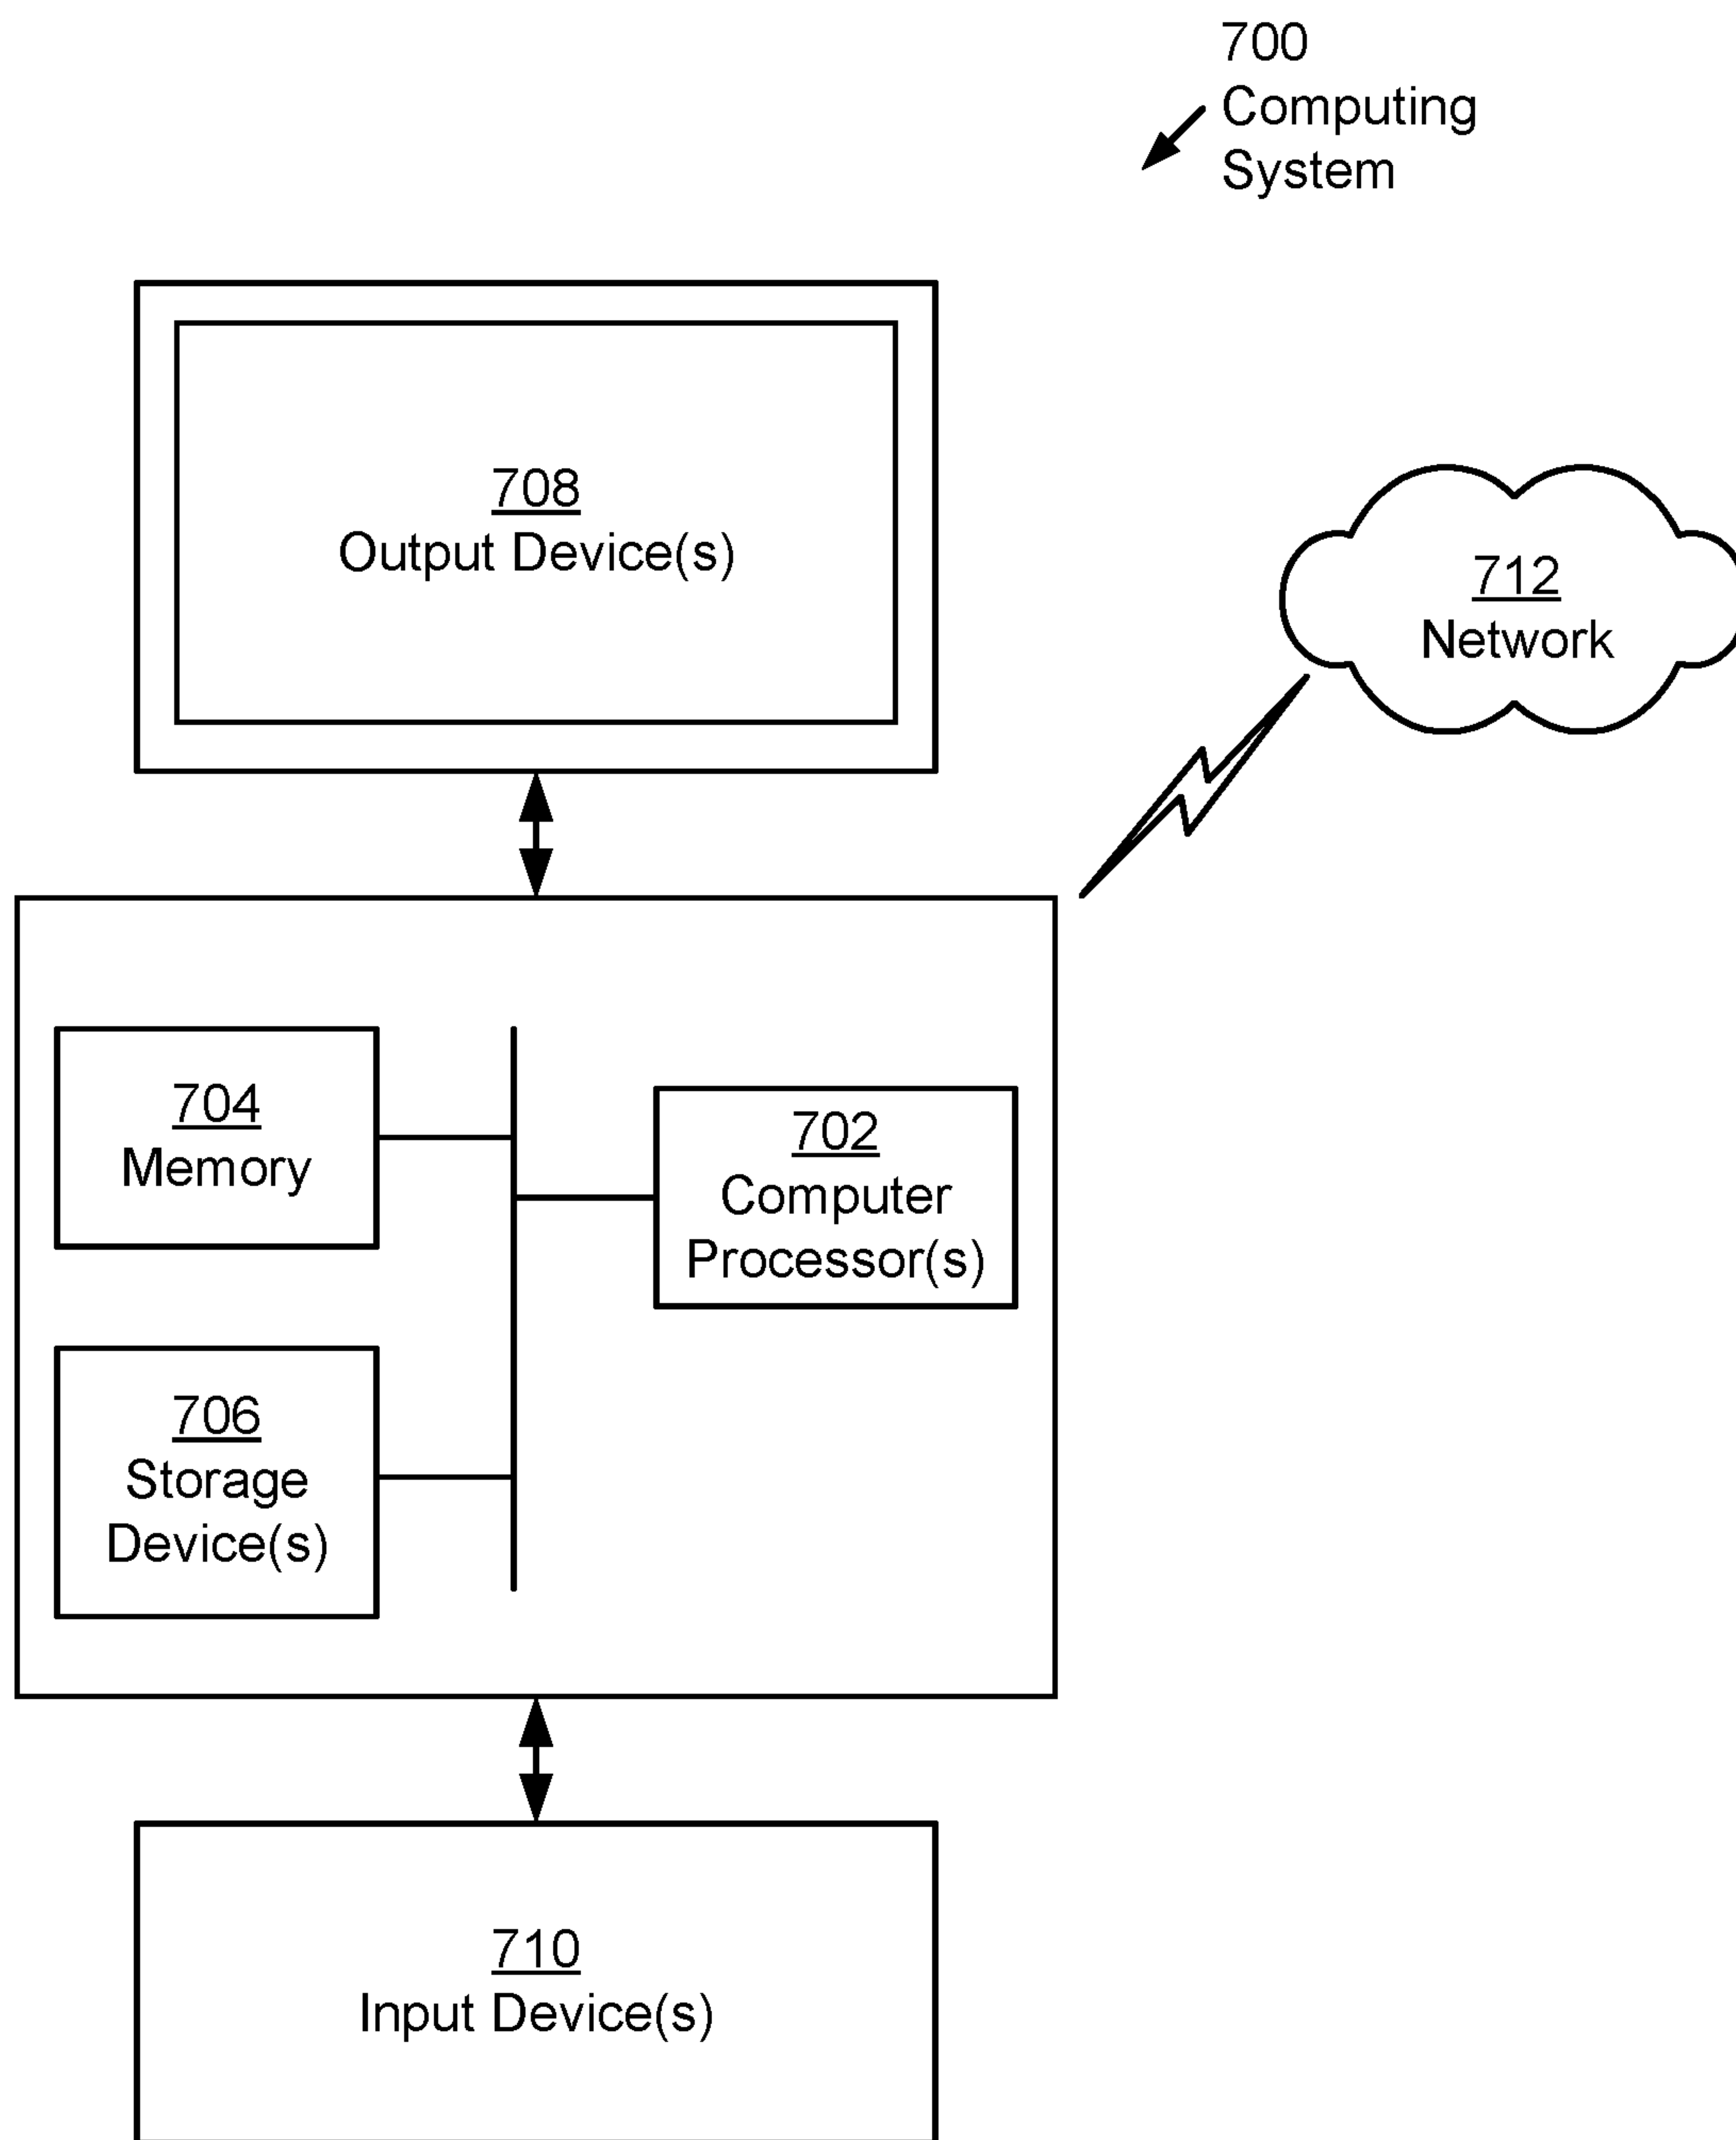 700
Computing
System
708
Output Device(s)
712
Network
704
Memory
702
Computer
Processor(s)
706
Storage
Device(s)
710
Input Device(s)